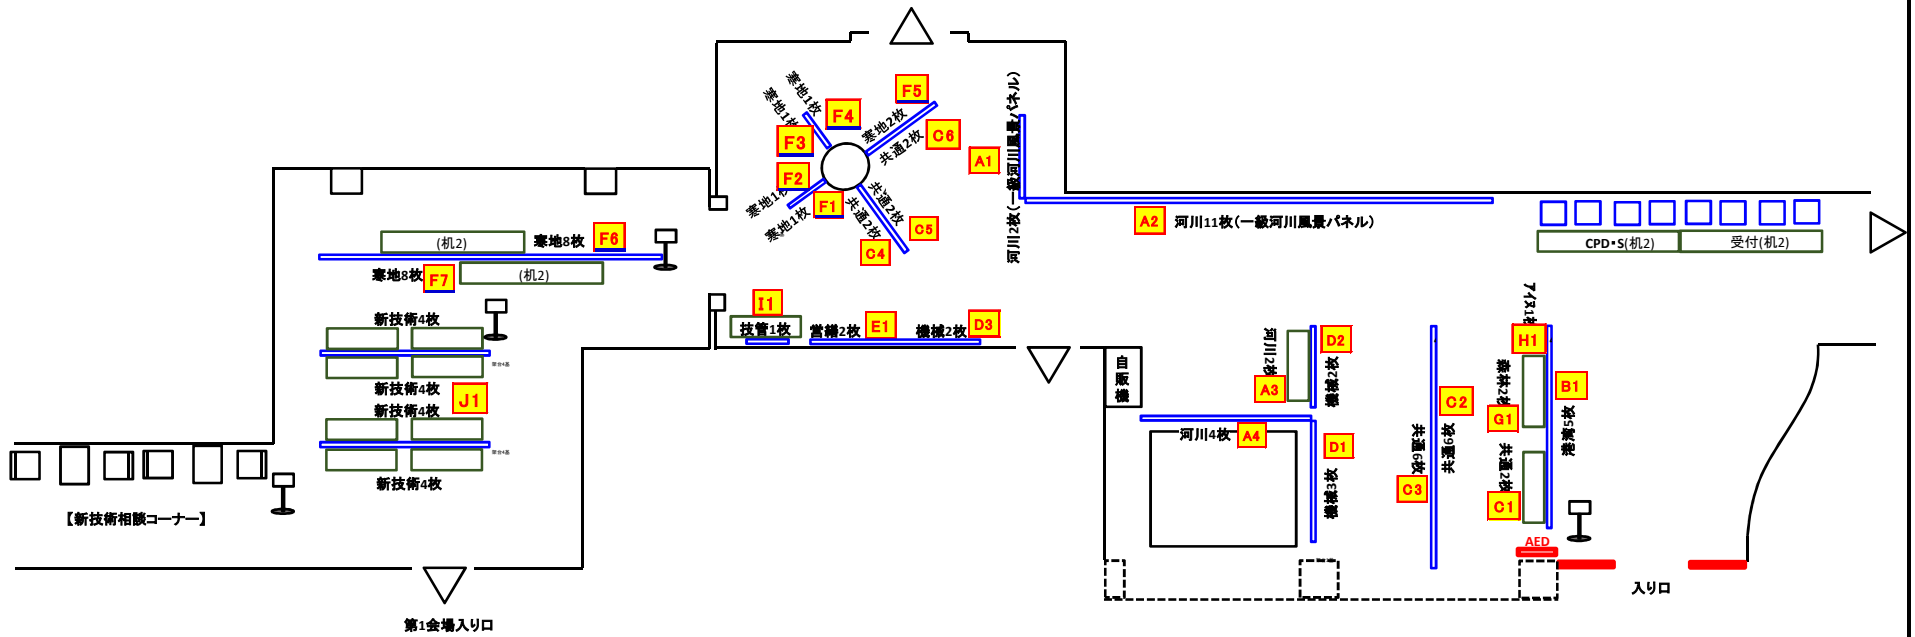 寒地1枚
寒地1枚
F5
F4
F3
寒地2枚
共通2枚
C6
F2
寒地1枚
F1
寒地1枚
共通2枚
共通2枚
C5
C4
A1
河川2枚(一級河川風景パネル)
A2
河川11枚(一級河川風景パネル)
CPD・S(机2)
受付(机2)
(机2)
寒地8枚
F6
寒地8枚
F7
(机2)
新技術4枚
新技術4枚
新技術4枚
J1
新技術4枚
【新技術相談コーナー】
第1会場入り口
I1
技管1枚
営繕2枚
E1
機械2枚
D3
自販機
河川2枚
A3
D2
機械2枚
河川4枚
A4
D1
機械3枚
C2
共通6枚
共通6枚
C3
アイヌ1枚
H1
森林2枚
G1
B1
港湾5枚
共通2枚
C1
AED
入り口